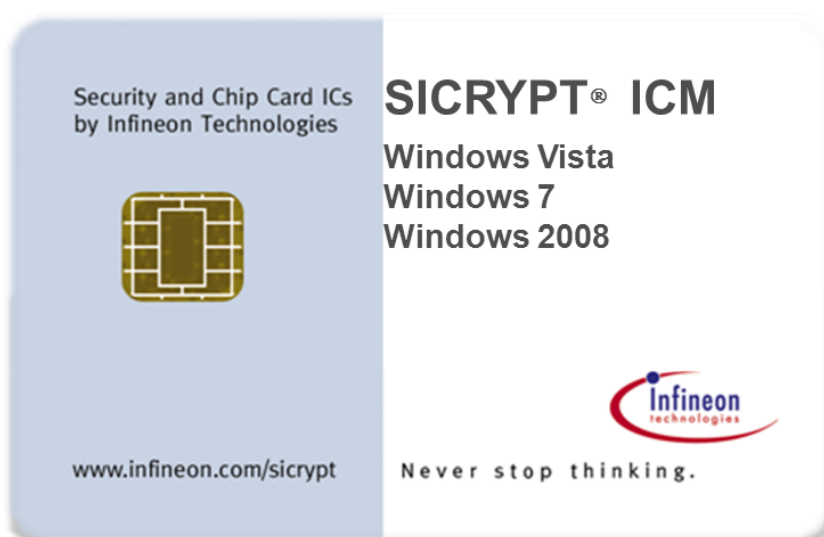 Security and Chip Card ICs
by Infineon Technologies
SICRYPT® ICM
Windows Vista
Windows 7
Windows 2008
Infineon
technologies
www.infineon.com/sicrypt
Never stop thinking.